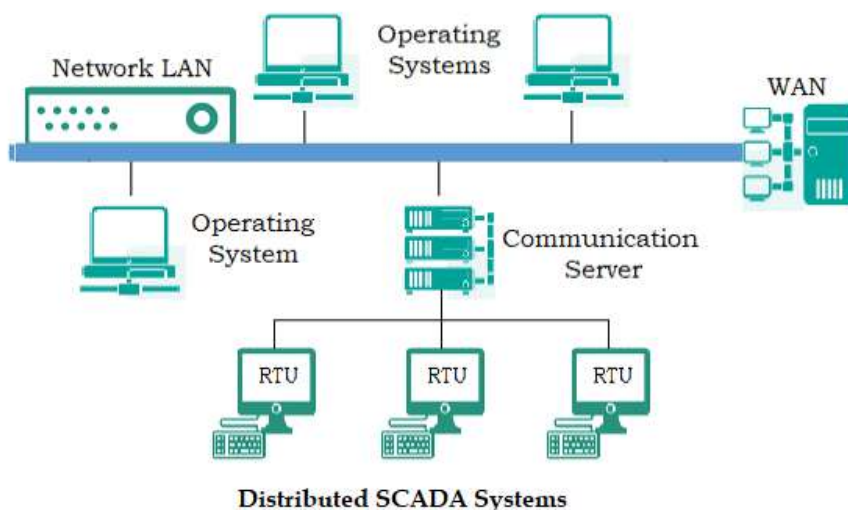 Operating
Systems
Network LAN
WAN
Operating
System
Communication
Server
RTU
RTU
RTU
Distributed SCADA Systems